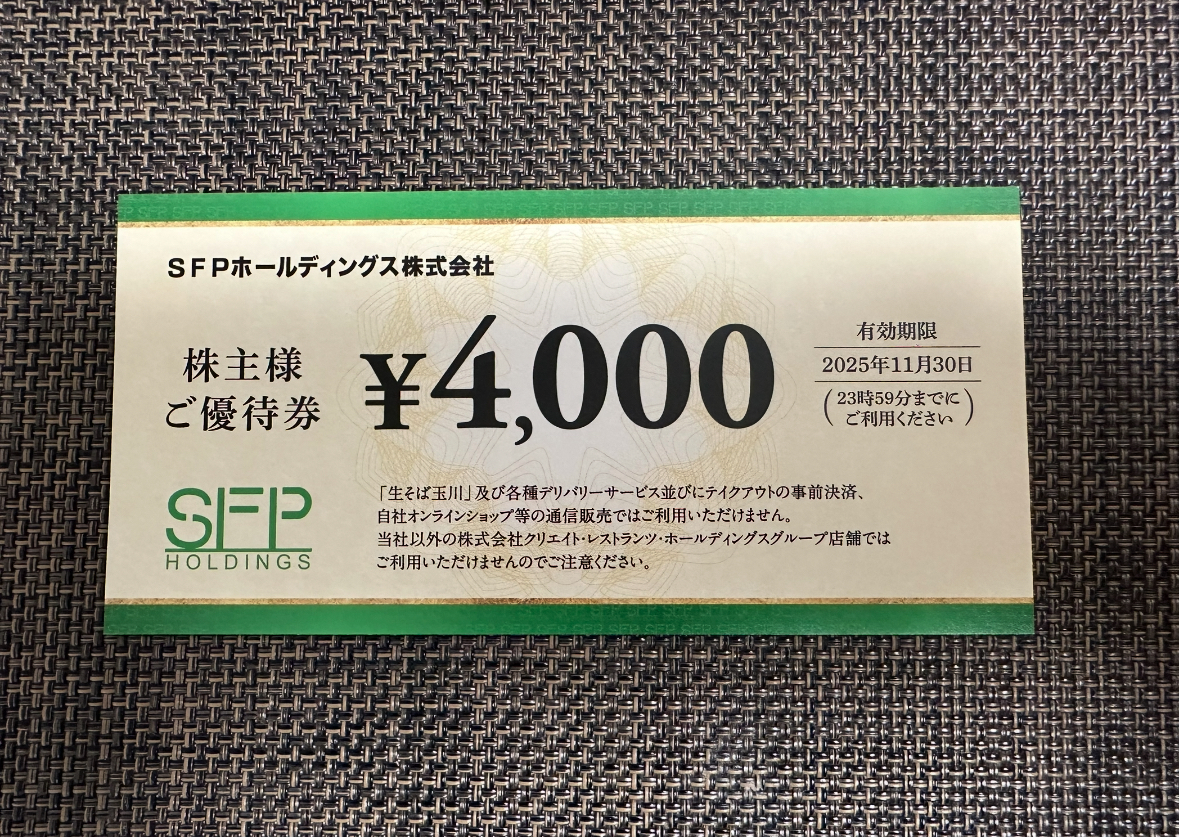 SFPホールディングス株式会社
株主様
ご優待券
¥4,000
有効期限
2025年11月30日
(23時59分までに
ご利用ください)
SFP
HOLDINGS
「生そば玉川」及び各種デリバリーサービス並びにテイクアウトの事前決済、
自社オンラインショップ等の通信販売ではご利用いただけません。
当社以外の株式会社クリエイト・レストランツ・ホールディングスグループ店舗では
ご利用いただけませんのでご注意ください。